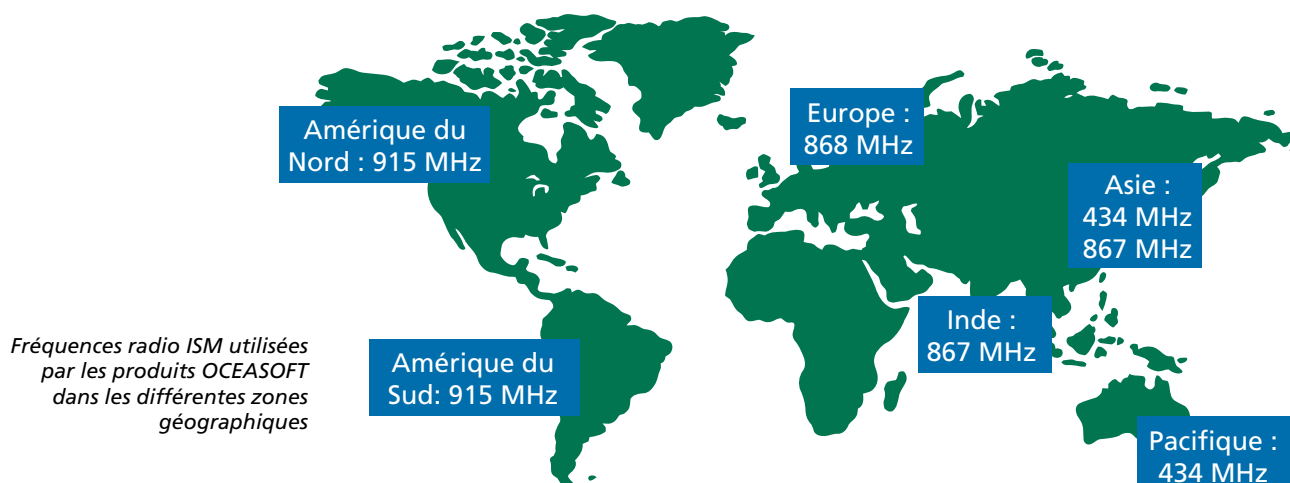 Amérique du
Nord : 915 MHz
Europe :
868 MHz
Asie :
434 MHz
867 MHz
Inde :
867 MHz
Fréquences radio ISM utilisées
par les produits OCEASOFT
dans les différentes zones
géographiques
Amérique du
Sud: 915 MHz
Pacifique :
434 MHz